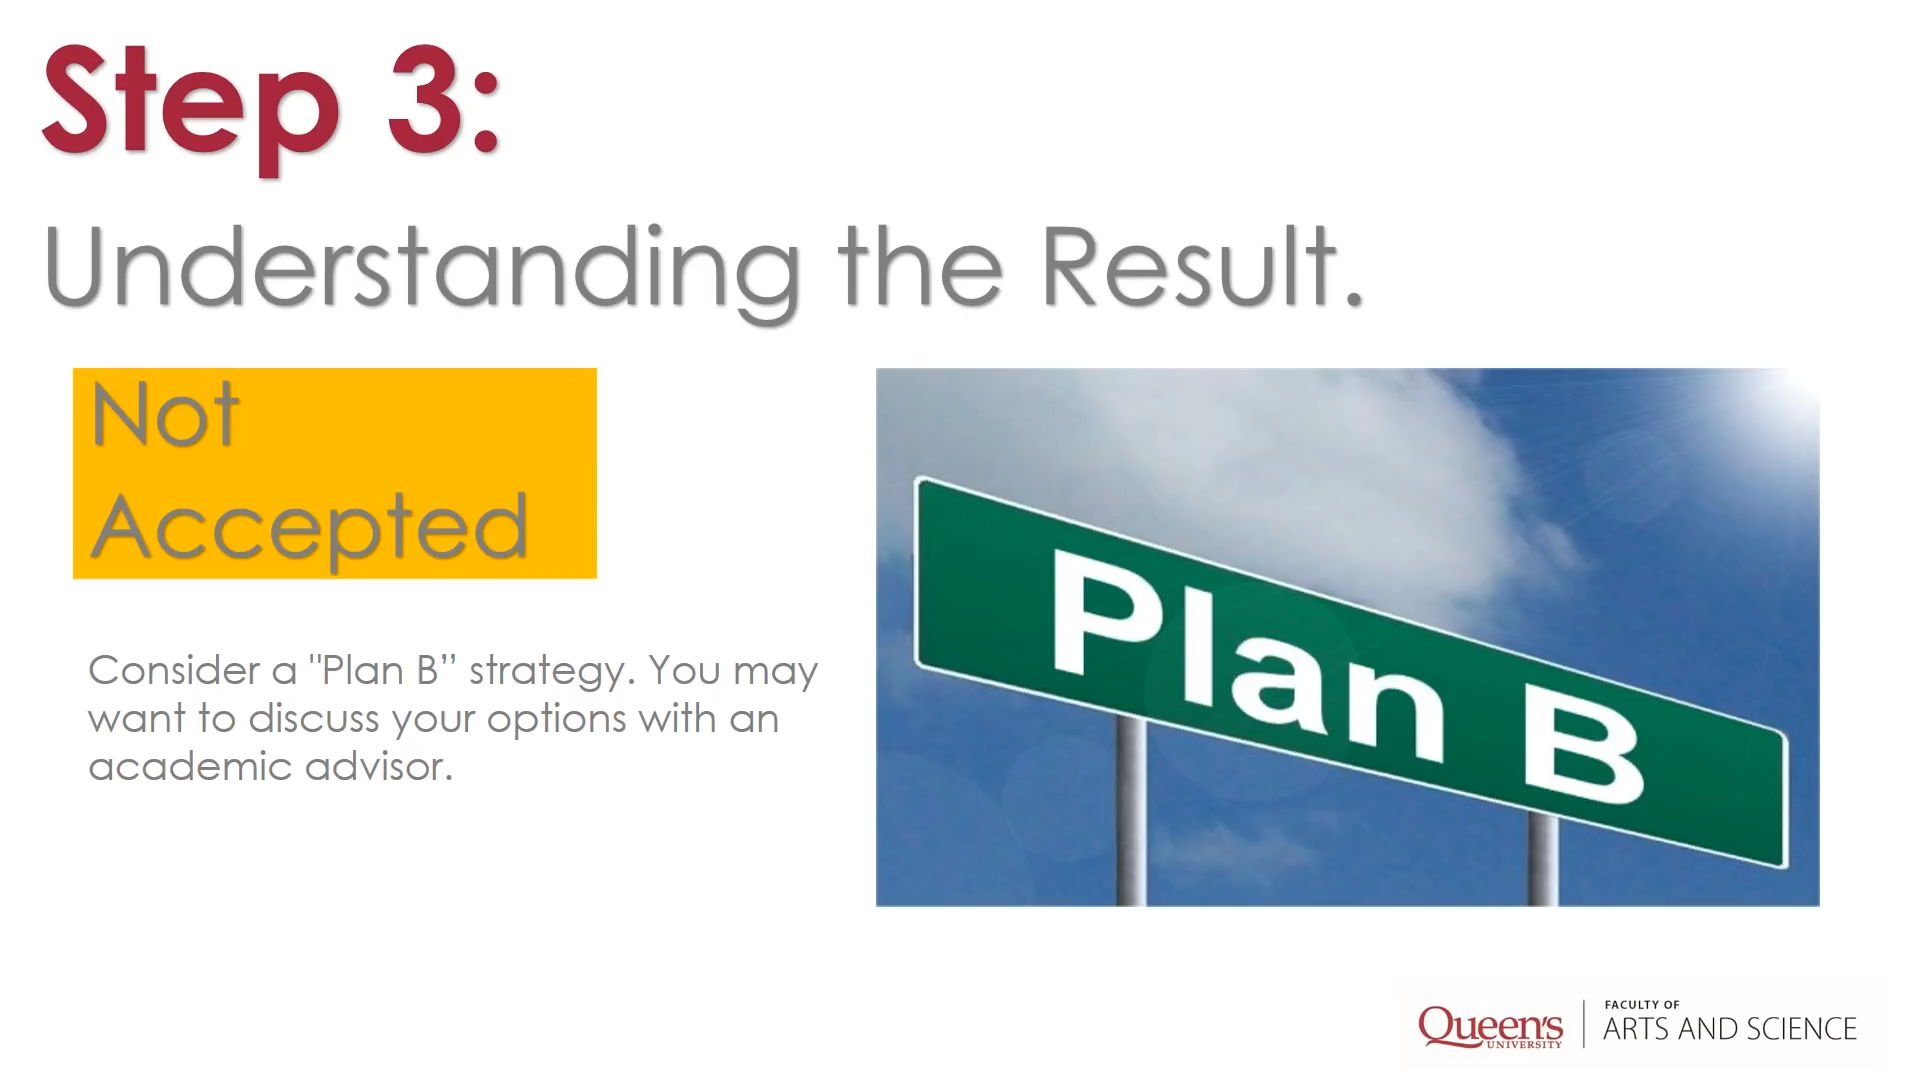 Step 3:
Understanding the Result.
Not
Accepted
Consider a "Plan B” strategy. You may
want to discuss your options with an
academic advisor.
Plan B
Queen's
UNIVERSITY
FACULTY OF
ARTS AND SCIENCE